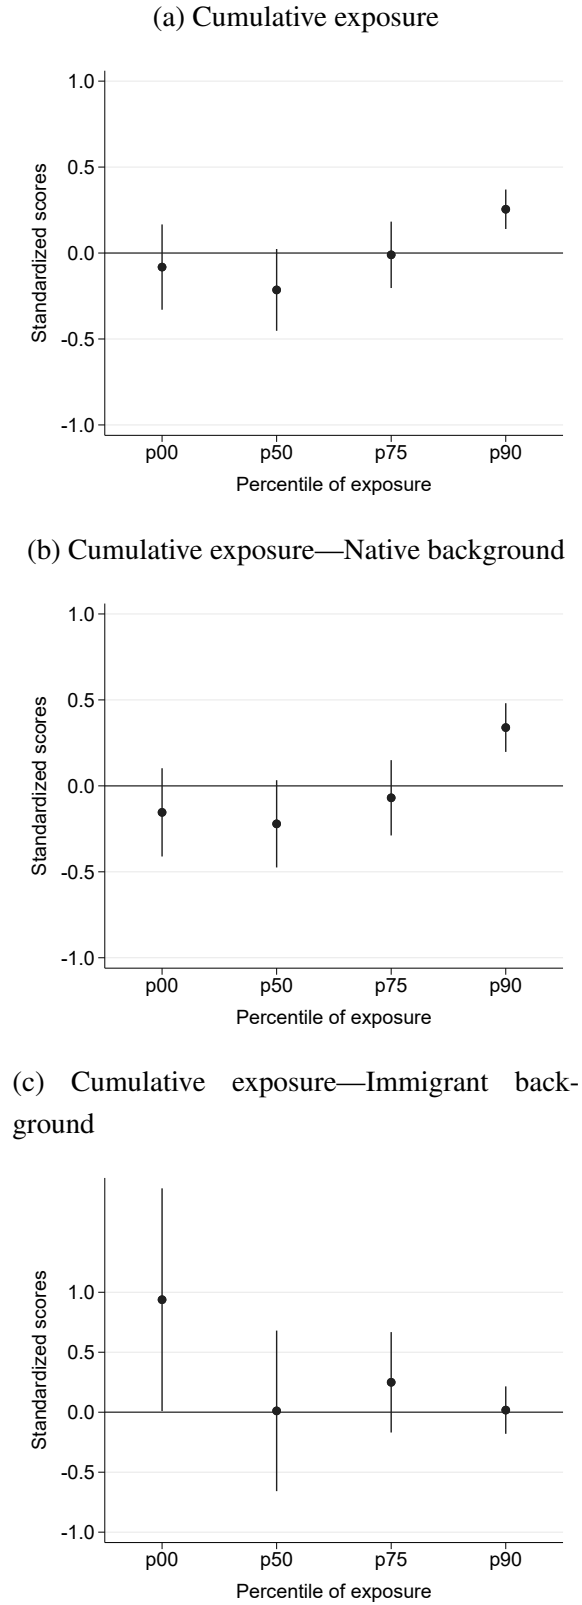 (a) Cumulative exposure
1.0
0.5
0.0
-0.5
-1.0
Standardized scores
p00 p50 p75 p90
Percentile of exposure
(b) Cumulative exposure—Native background
1.0
0.5
0.0
-0.5
-1.0
Standardized scores
p00 p50 p75 p90
Percentile of exposure
(c) Cumulative exposure—Immigrant back-
ground
1.0
0.5
0.0
-0.5
-1.0
Standardized scores
p00 p50 p75 p90
Percentile of exposure